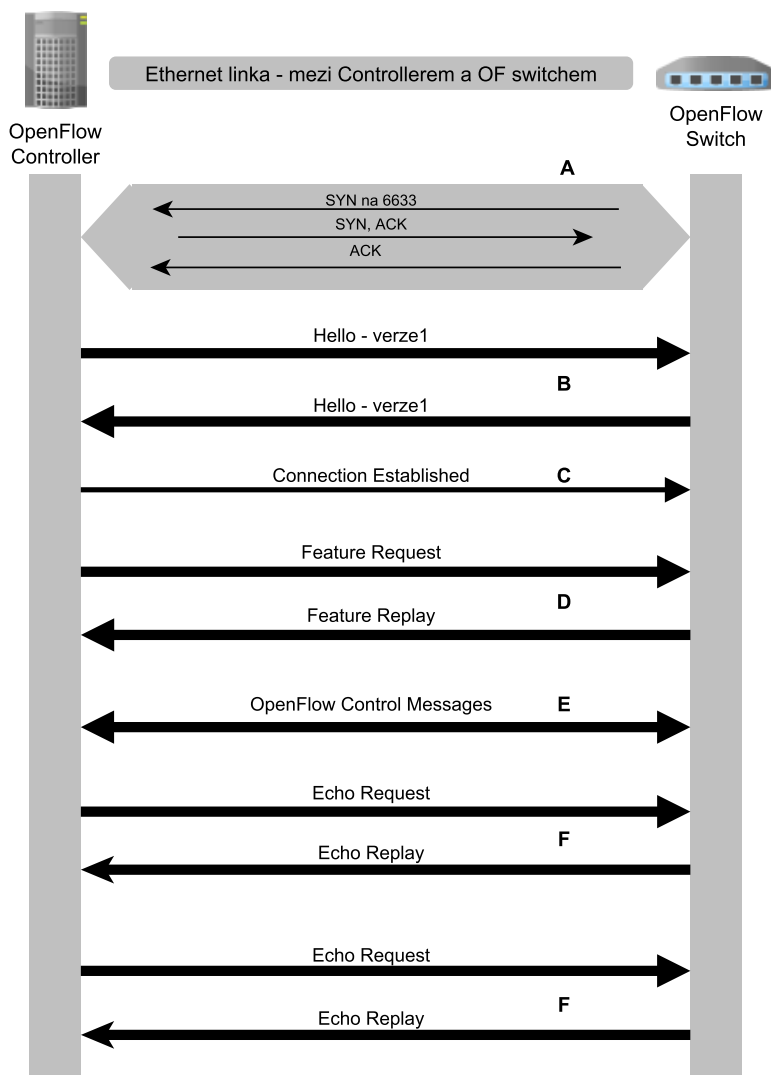 Ethernet linka - mezi Controllerem a OF switchem
OpenFlow
Controller
OpenFlow
Switch
A
SYN na 6633
SYN, ACK
ACK
Hello - verze1
B
Hello - verze1
Connection Established
C
Feature Request
D
Feature Replay
OpenFlow Control Messages
E
Echo Request
F
Echo Replay
Echo Request
F
Echo Replay